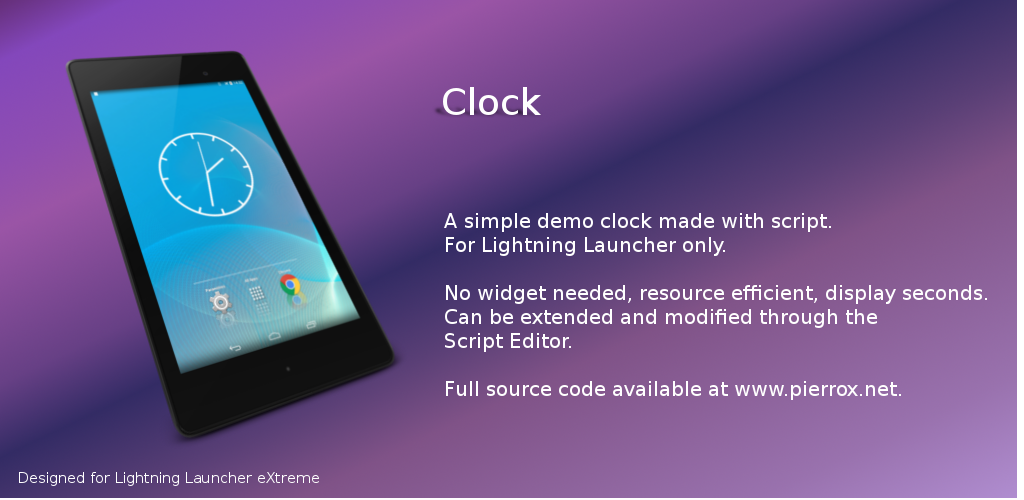 Clock
A simple demo clock made with script.
For Lightning Launcher only.
No widget needed, resource efficient, display seconds.
Can be extended and modified through the
Script Editor.
Full source code available at www.pierrox.net.
Designed for Lightning Launcher eXtreme